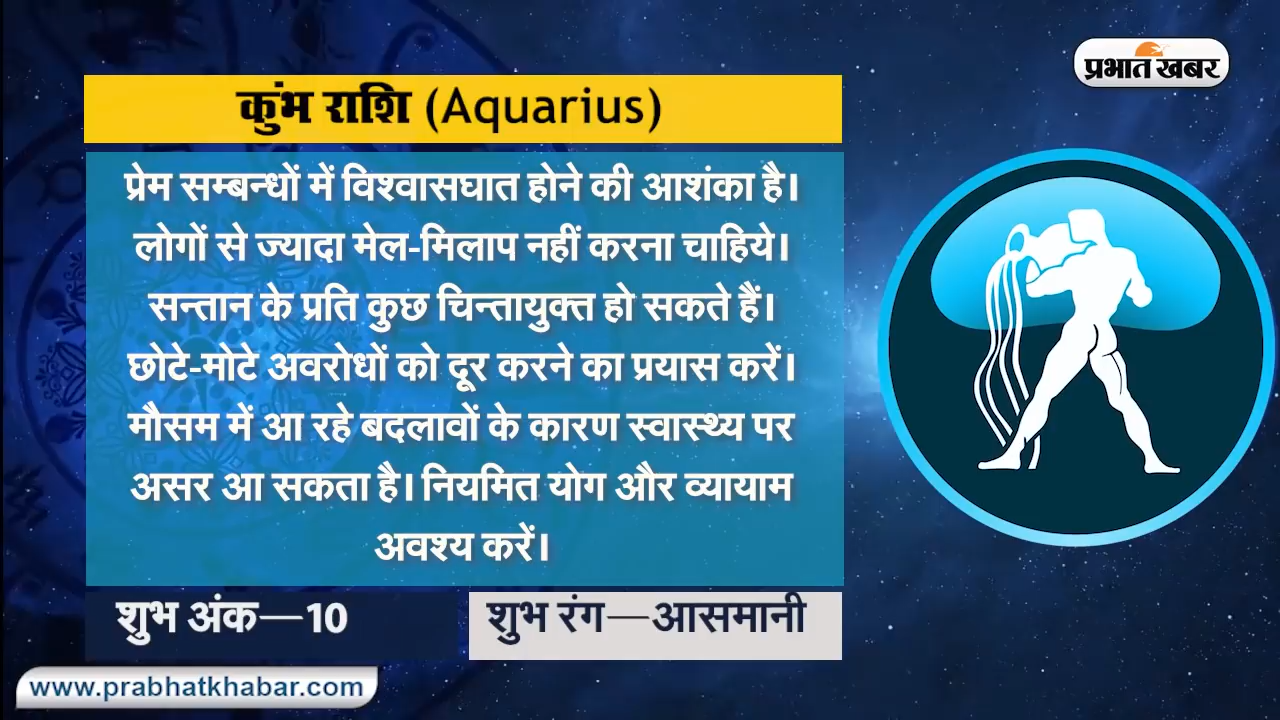 प्रभात खबर
कुंभ राशि (Aquarius)
प्रेम सम्बन्धों में विश्वासघात होने की आशंका है।
लोगों से ज्यादा मेल-मिलाप नहीं करना चाहिये।
सन्तान के प्रति कुछ चिन्तायुक्त हो सकते हैं।
छोटे-मोटे अवरोधों को दूर करने का प्रयास करें।
मौसम में आ रहे बदलावों के कारण स्वास्थ्य पर
असर आ सकता है। नियमित योग और व्यायाम
अवश्य करें।
शुभ अंक—10
शुभ रंग—आसमानी
www.prabhatkhabar.com